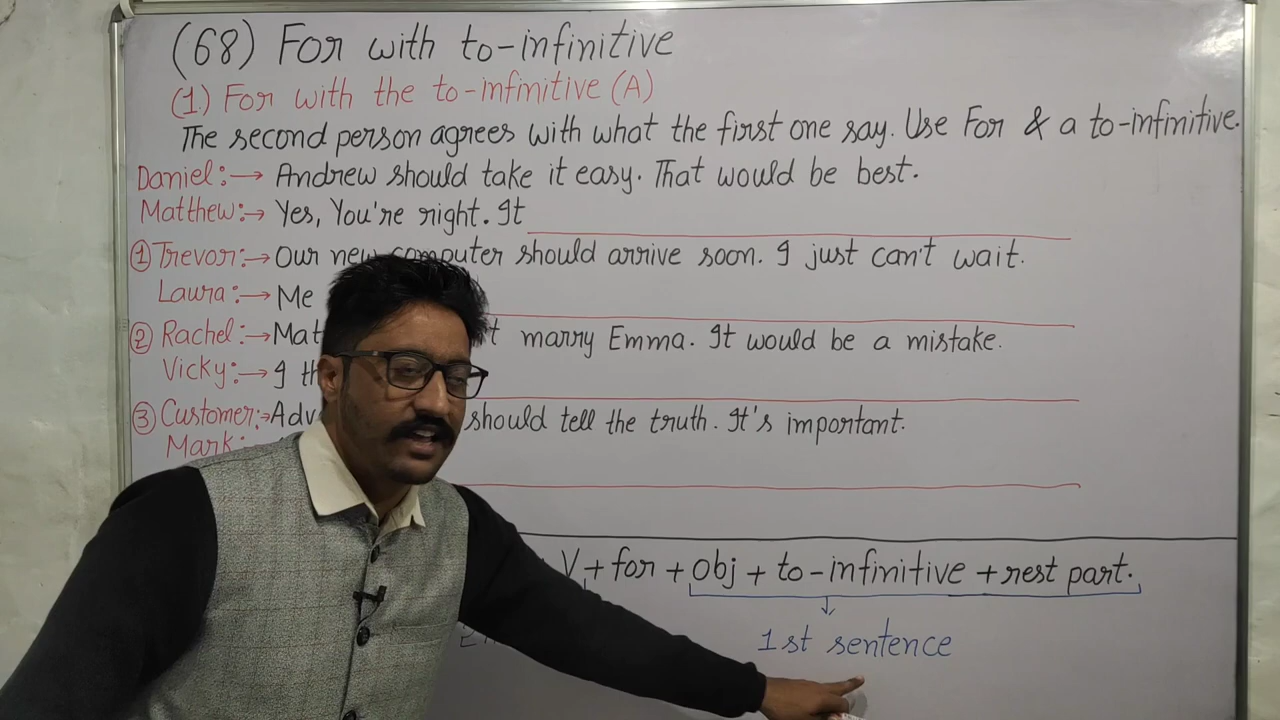 (68) For with to-infinitive
(1) For with the to-infinitive (A)
The second person agrees with what the first one say. Use For & a to-infinitive.
Daniel:→ Andrew should take it easy. That would be best.
Matthew:→ Yes, You're right. It
① Trevor:→ Our new computer should arrive soon. I just can't wait.
Laura:→ Me
② Rachel:→ Mat t marry Emma. It would be a mistake.
Vicky:→ I th
③ Customer:→ Adv should tell the truth. It's important.
Mark:
V + for + obj + to-infinitive + rest part.
1st sentence